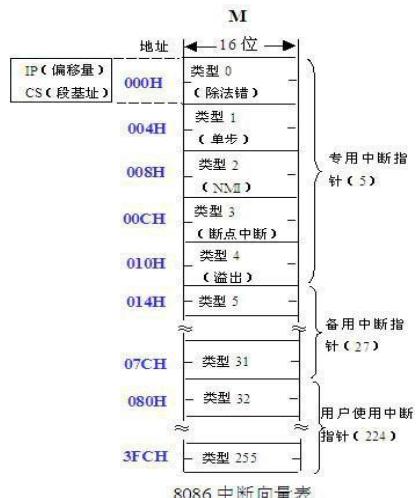 M
地址 16 位
IP(偏移量)
CS(段基址)
000H 类型 0
(除法错)
004H 类型 1
(单步)
008H 类型 2
(NMI)
00CH 类型 3
(断点中断)
010H 类型 4
(溢出)
专用中断指
针(5)
014H 类型 5
07CH 类型 31
备用中断指
针(27)
080H 类型 32
3FCH 类型 255
用户使用中断
指针(224)
8086 中断向量表